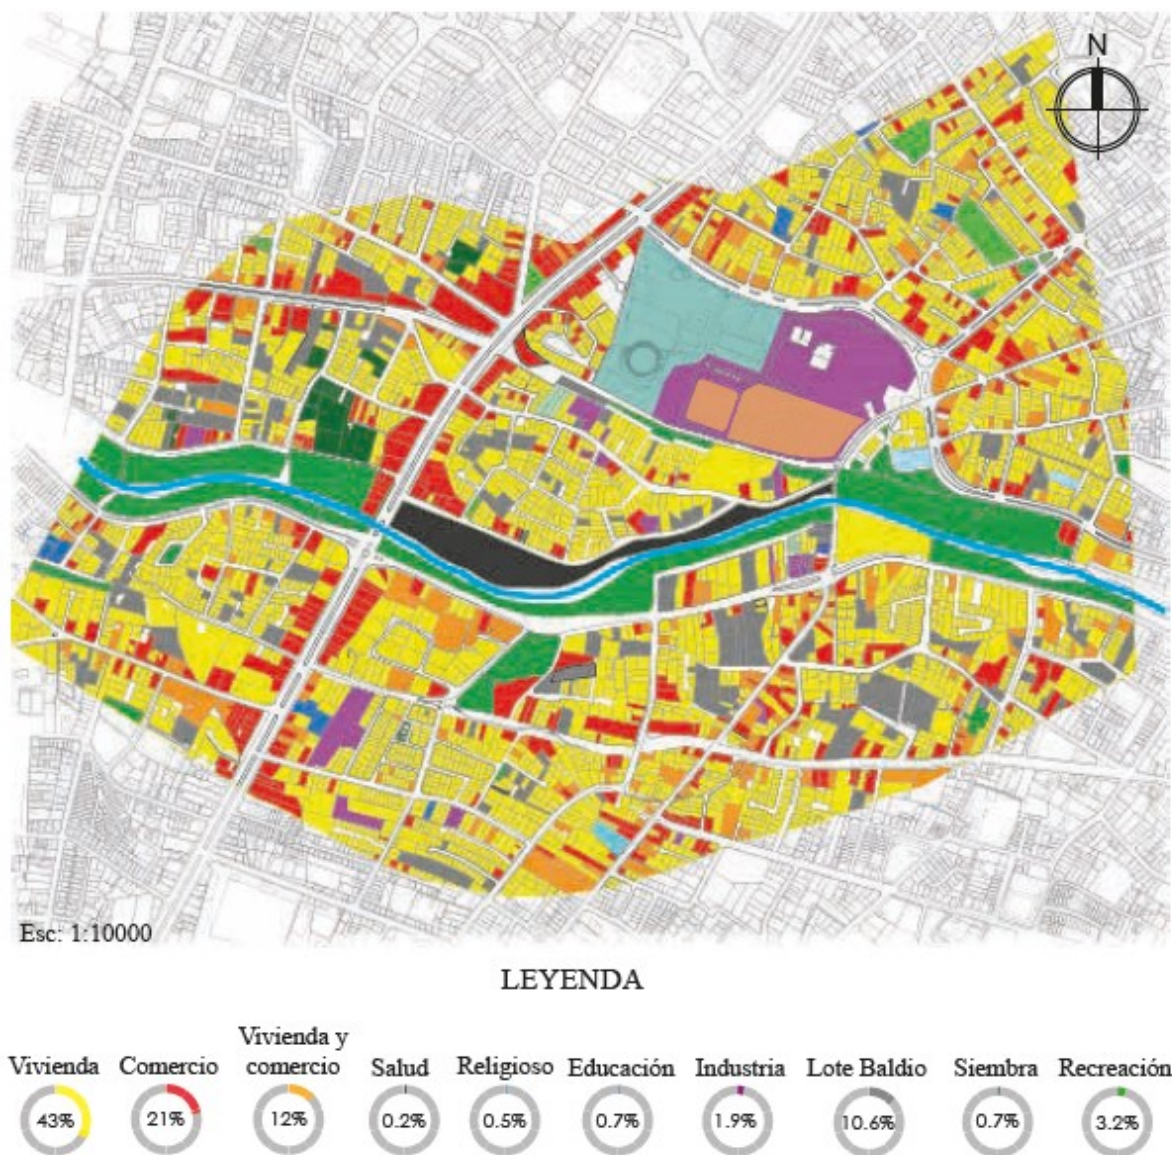 N
Esc: 1:10000
LEYENDA
Vivienda
43%
Comercio
21%
Vivienda y
comercio
12%
Salud
0.2%
Religioso
0.5%
Educación
0.7%
Industria
1.9%
Lote Baldio
10.6%
Siembra
0.7%
Recreación
3.2%